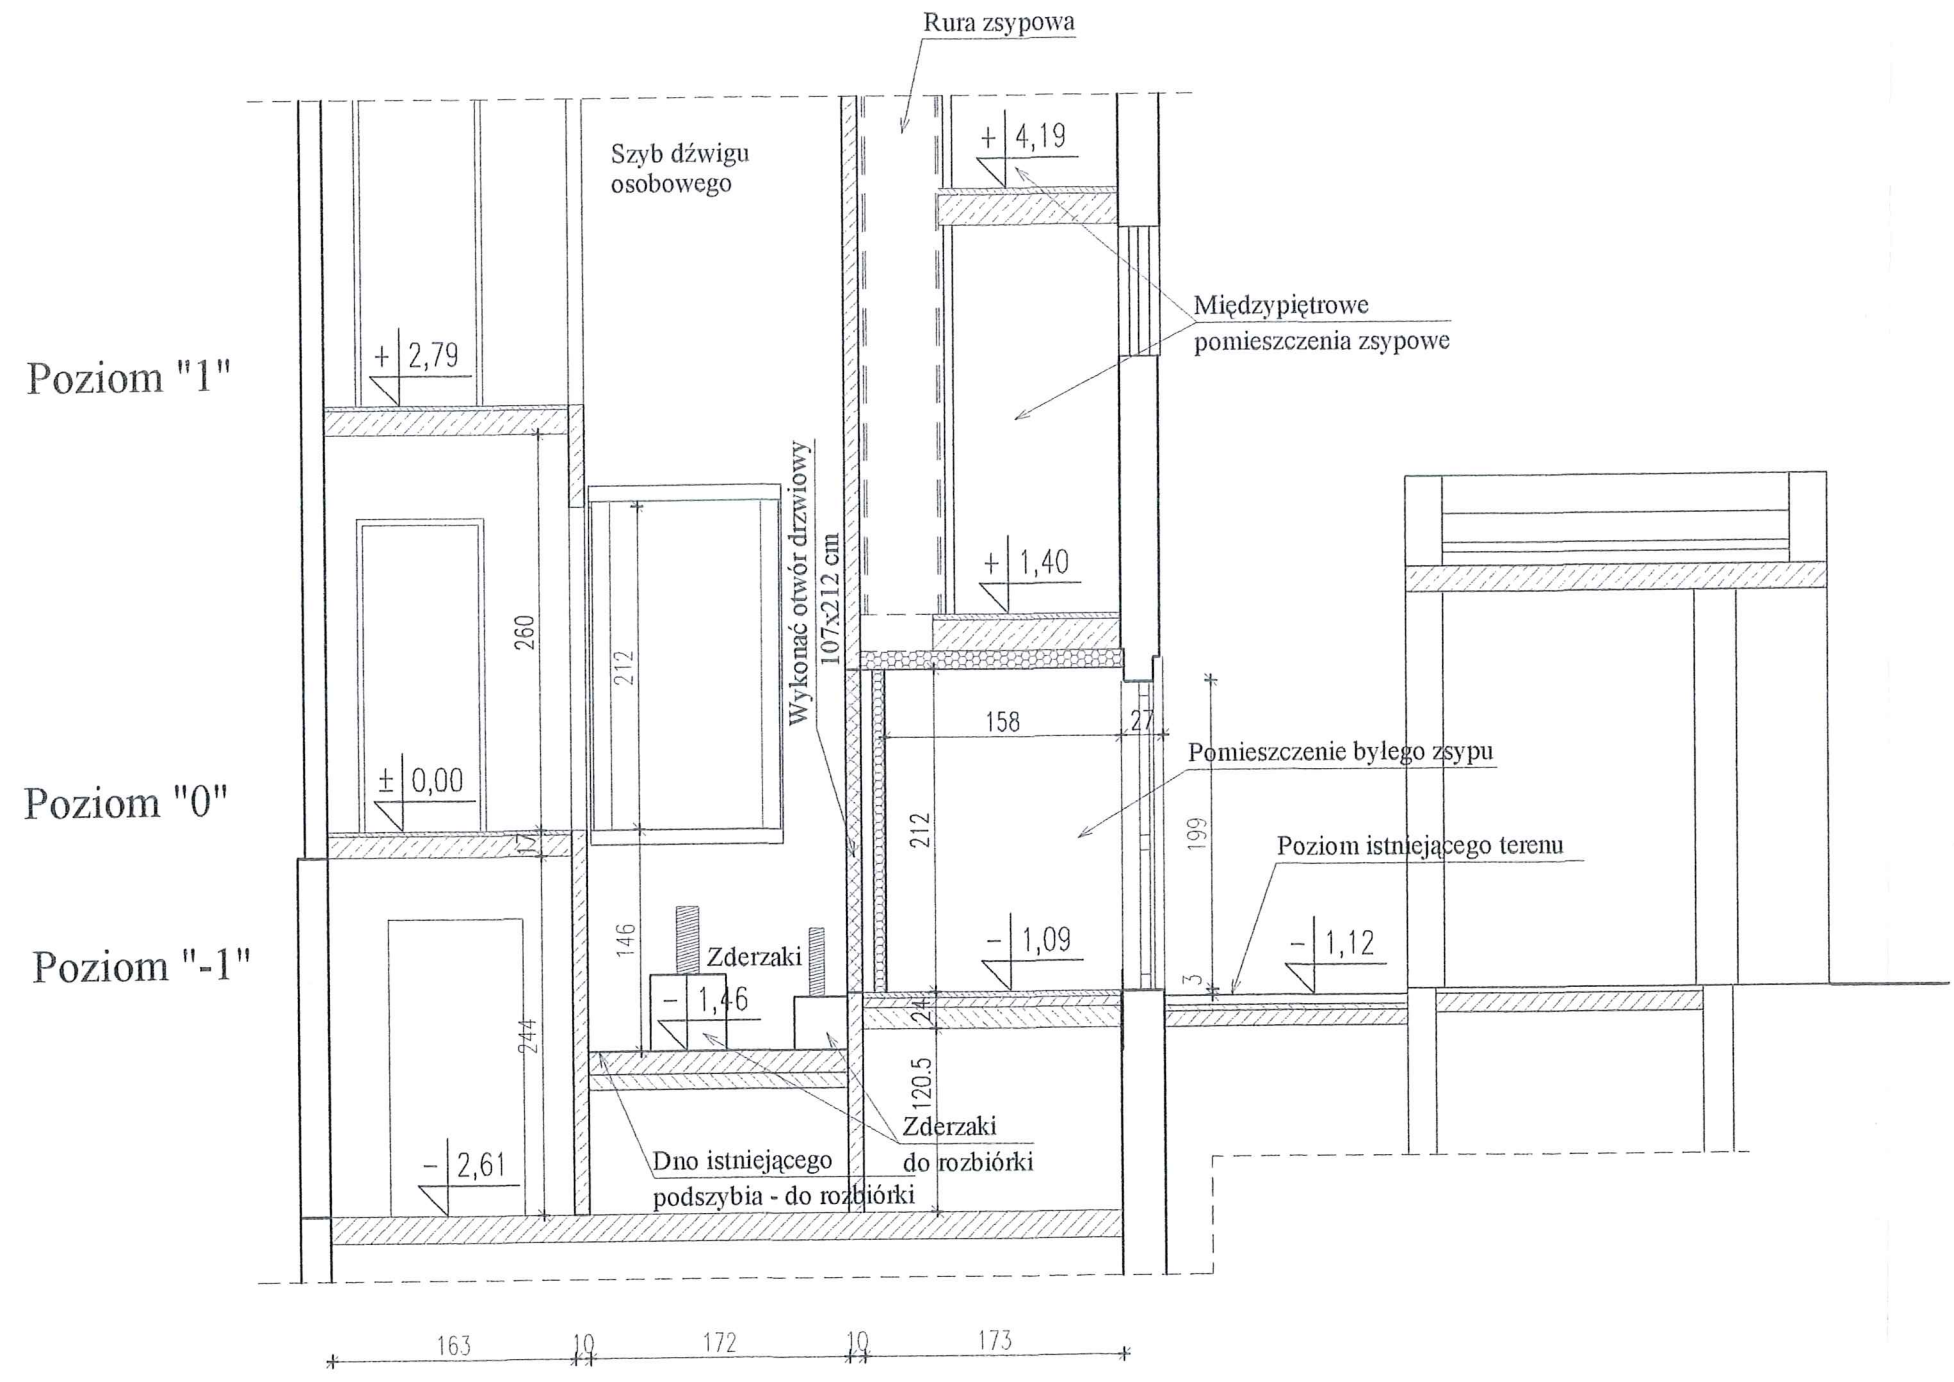 Rura zsypowa
Szyb dźwigu
osobowego
+ 4,19
Międzypiętrowe
pomieszczenia zsypowe
Poziom "1"
+ 2,79
Wykonać otwór drzwiowy
107x212 cm
+ 1,40
260
212
158
27
Pomieszczenie byłego zsypu
Poziom "0"
± 0,00
17
212
199
Poziom istniejącego terenu
146
Zderzaki
- 1,09
- 1,12
Poziom "-1"
- 1,46
3
24
244
120.5
Zderzaki
do rozbiórki
- 2,61
Dno istniejącego
podszybia - do rozbiórki
163
10
172
10
173